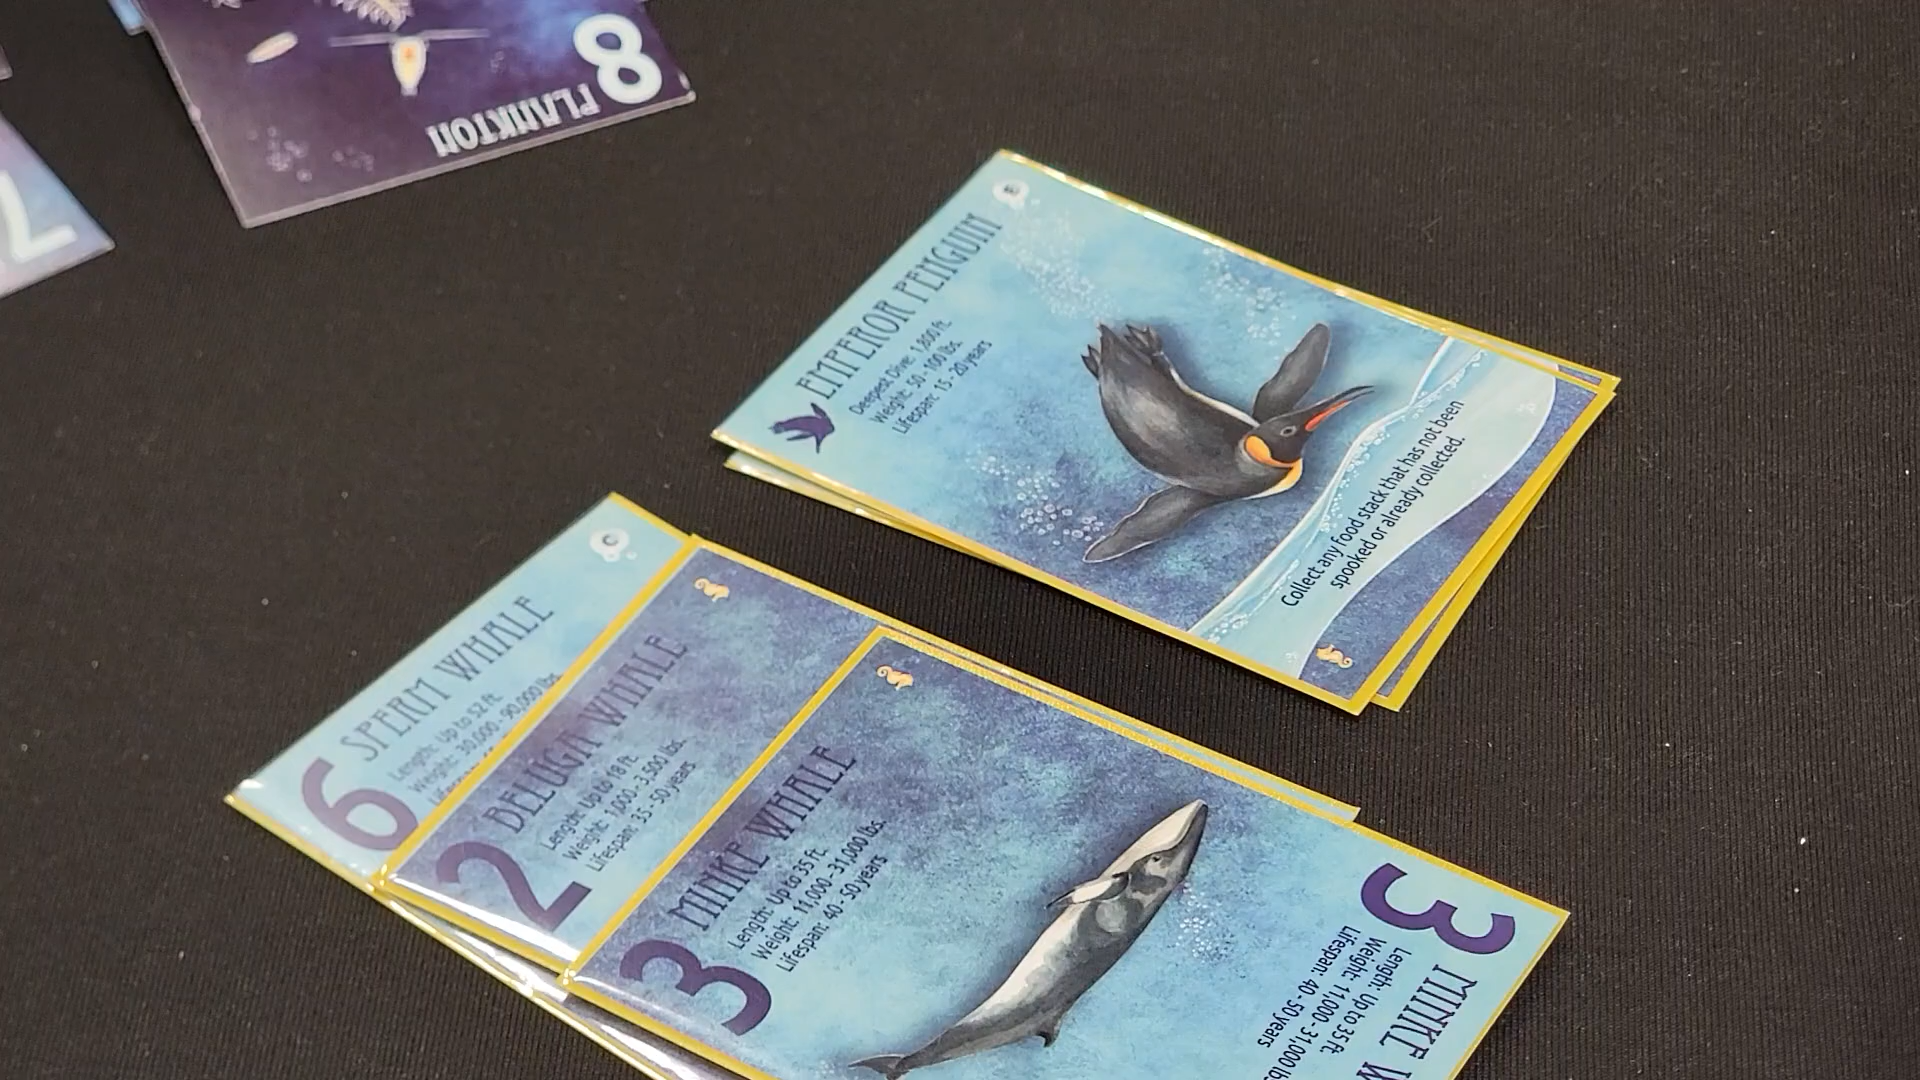 8
PLANKTON
7
E
EMPEROR PENGUIN
Deepest Dive: 1,800 ft.
Weight: 50 - 100 lbs.
Lifespan: 15 - 20 years
Collect any food stack that has not been
spooked or already collected.
C
6
SPERM WHALE
Length: Up to 52 ft.
Weight: 30,000 - 90,000 lbs.
2
BELUGA WHALE
Length: Up to 18 ft.
Weight: 1,000 - 3,500 lbs.
Lifespan: 35 - 50 years
3
MINKE WHALE
Length: Up to 35 ft.
Weight: 11,000 - 31,000 lbs.
Lifespan: 40 - 50 years
3
MINKE W
Length: Up to 35 ft.
Weight: 11,000 - 31,000 lb
Lifespan: 40 - 50 years